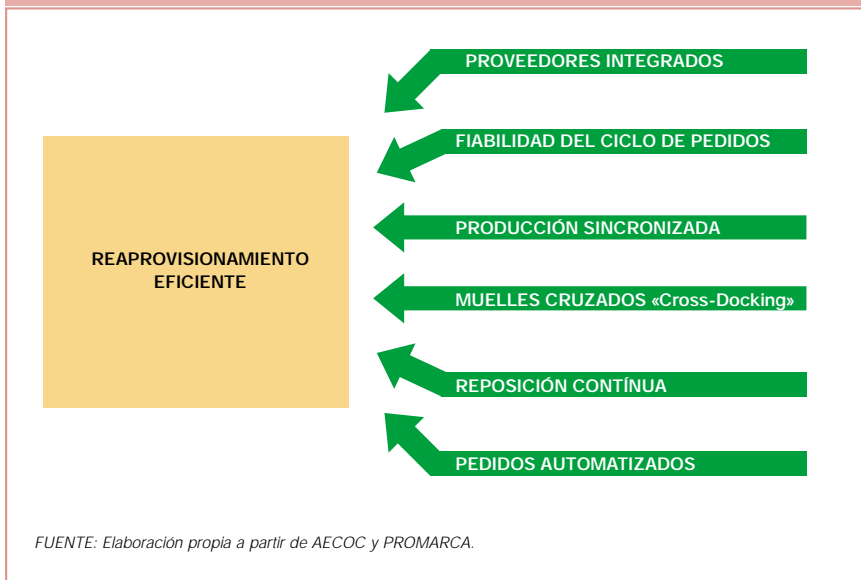 PROVEEDORES INTEGRADOS
FIABILIDAD DEL CICLO DE PEDIDOS
PRODUCCIÓN SINCRONIZADA
REAPROVISIONAMIENTO
EFICIENTE
MUELLES CRUZADOS «Cross-Docking»
REPOSICIÓN CONTÍNUA
PEDIDOS AUTOMATIZADOS
FUENTE: Elaboración propia a partir de AECOC y PROMARCA.